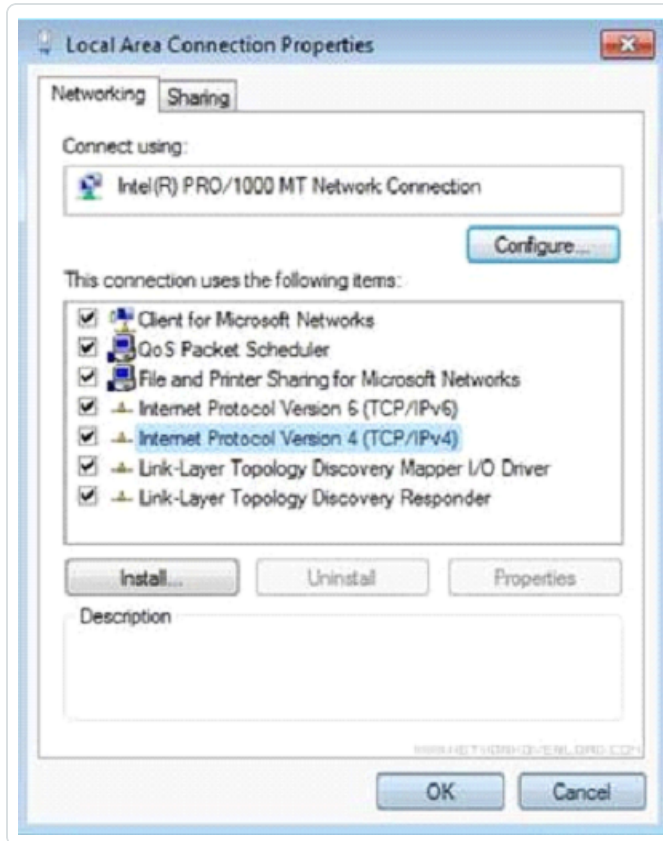 Local Area Connection Properties
Networking
Sharing
Connect using:
Intel(R) PRO/1000 MT Network Connection
Configure...
This connection uses the following items:
Client for Microsoft Networks
QoS Packet Scheduler
File and Printer Sharing for Microsoft Networks
Internet Protocol Version 6 (TCP/IPv6)
Internet Protocol Version 4 (TCP/IPv4)
Link-Layer Topology Discovery Mapper I/O Driver
Link-Layer Topology Discovery Responder
Install...
Uninstall
Properties
Description
WWW.NETWORKOVERLORD.COM
OK
Cancel